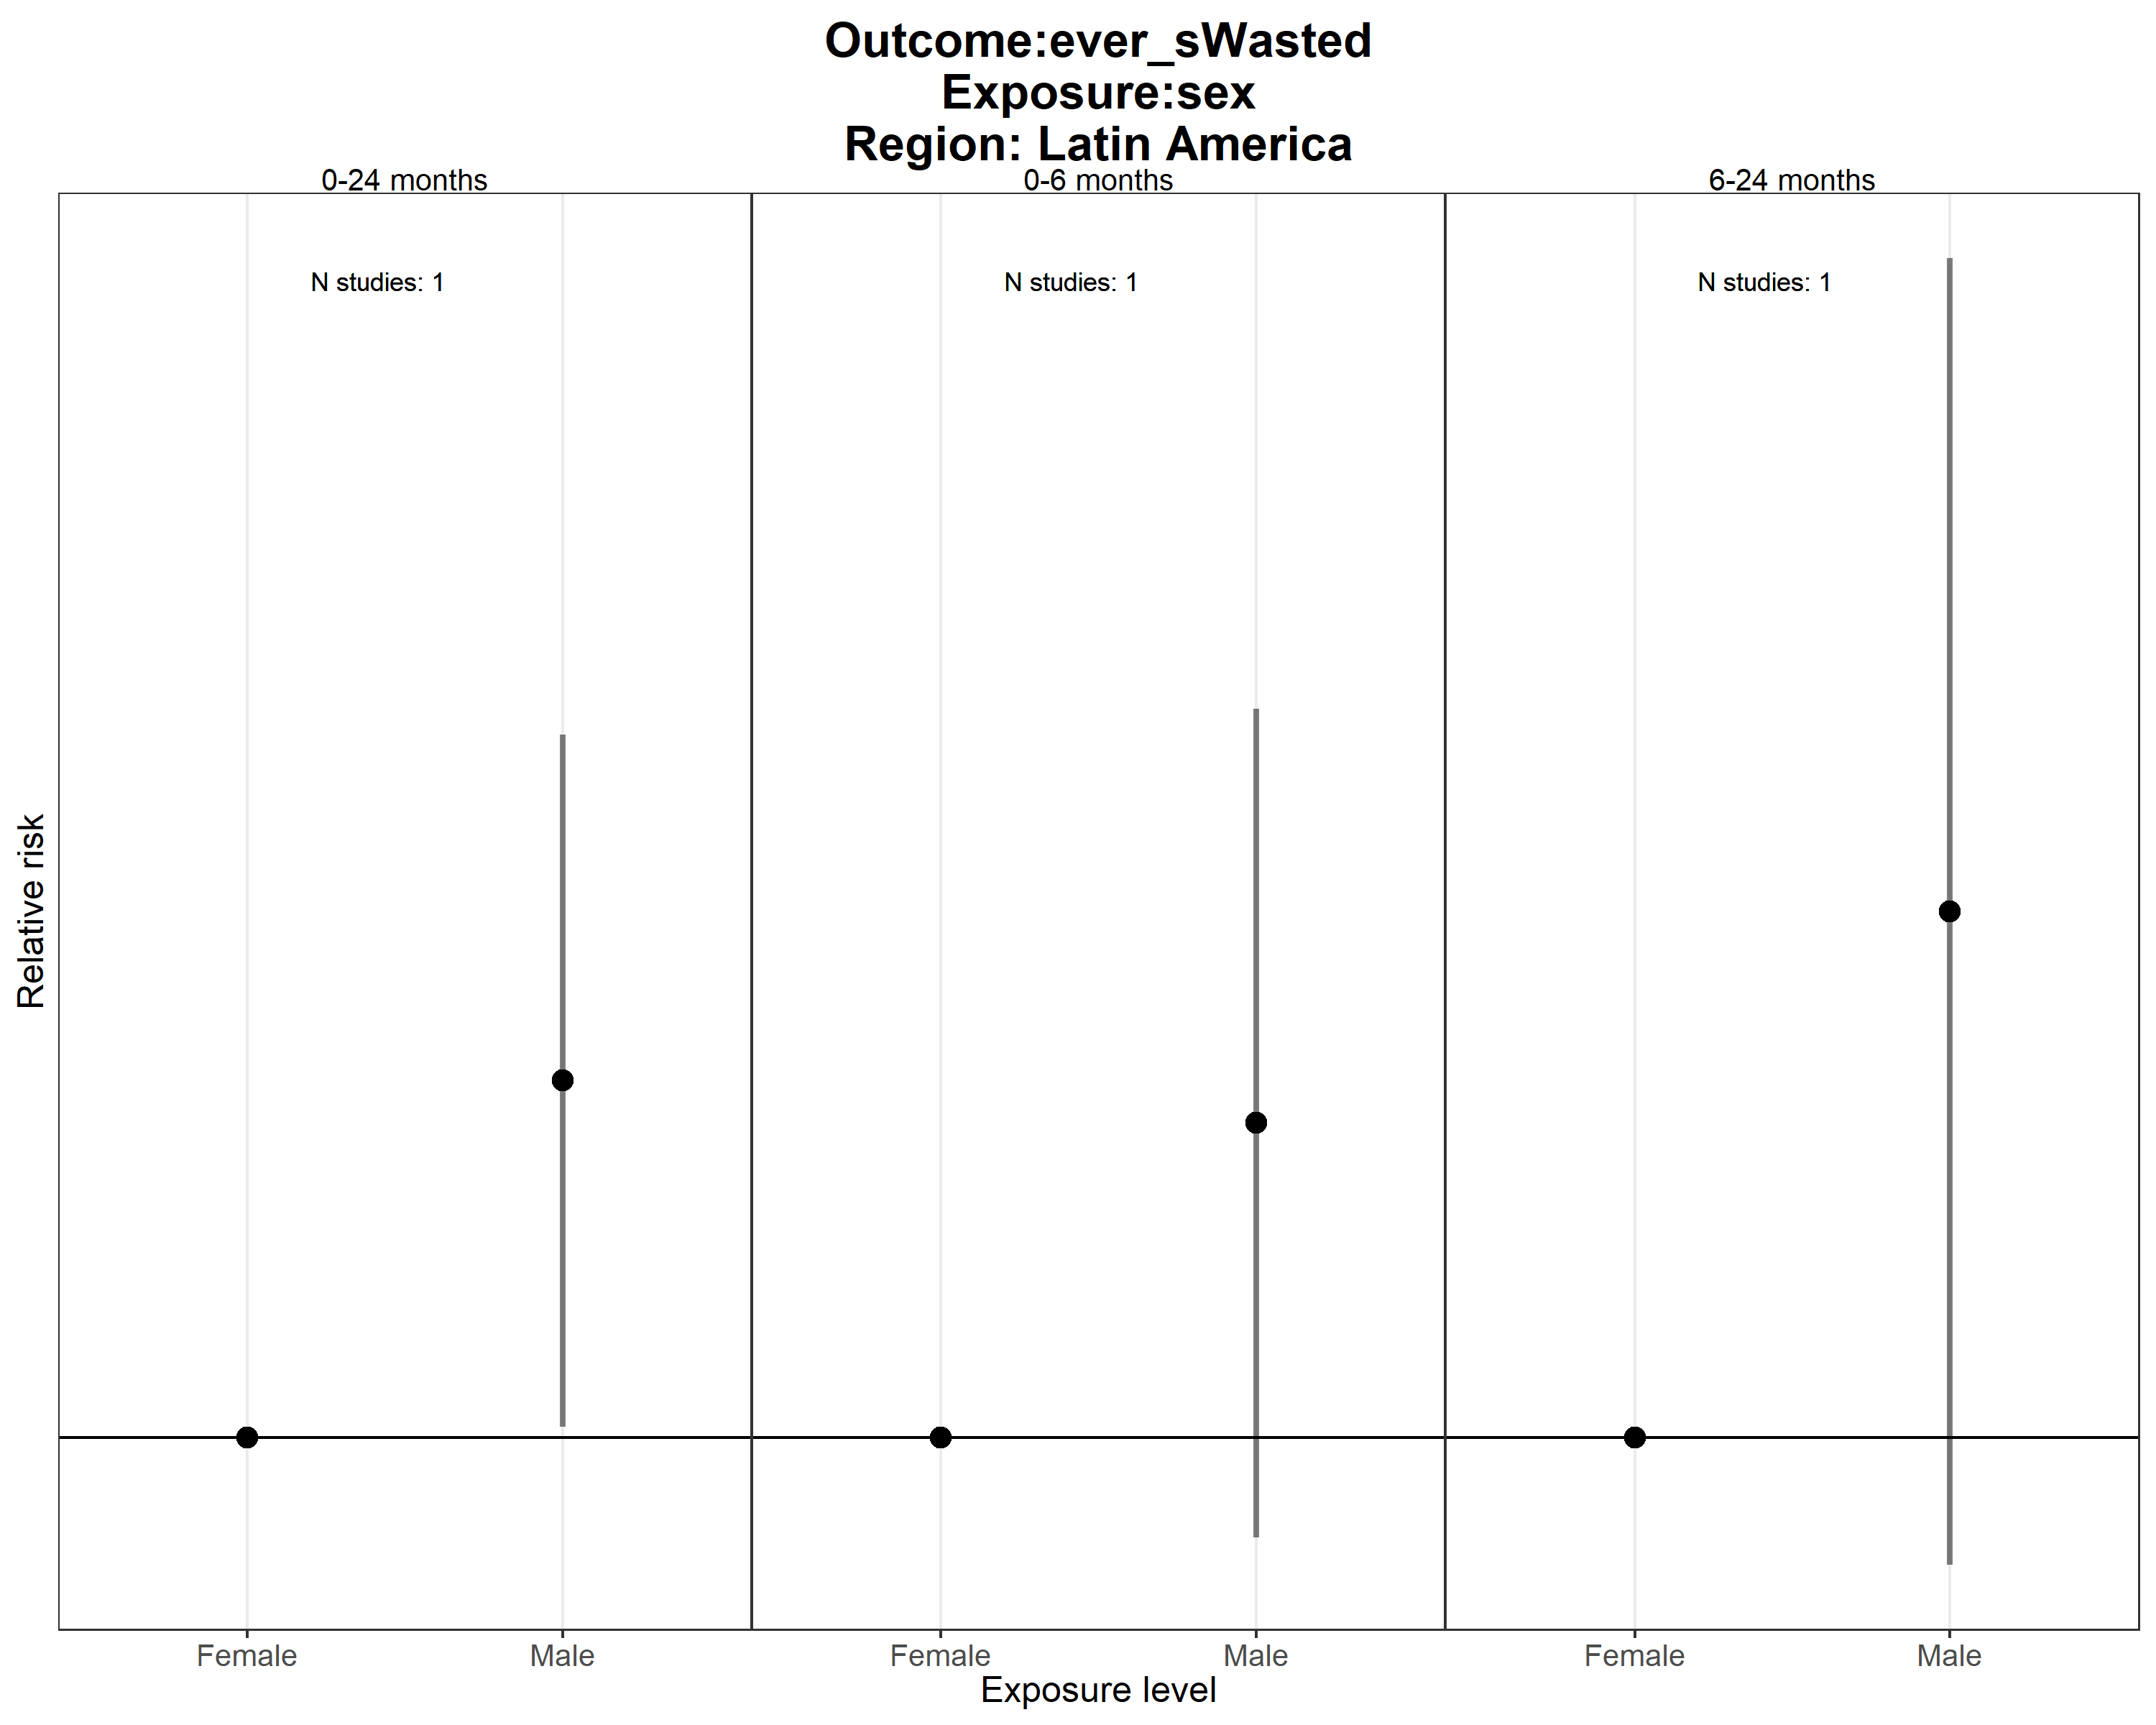 Outcome:ever_sWasted
Exposure:sex
Region: Latin America
0-24 months
0-6 months
6-24 months
N studies: 1
N studies: 1
N studies: 1
Relative risk
Female
Male
Female
Male
Female
Male
Exposure level